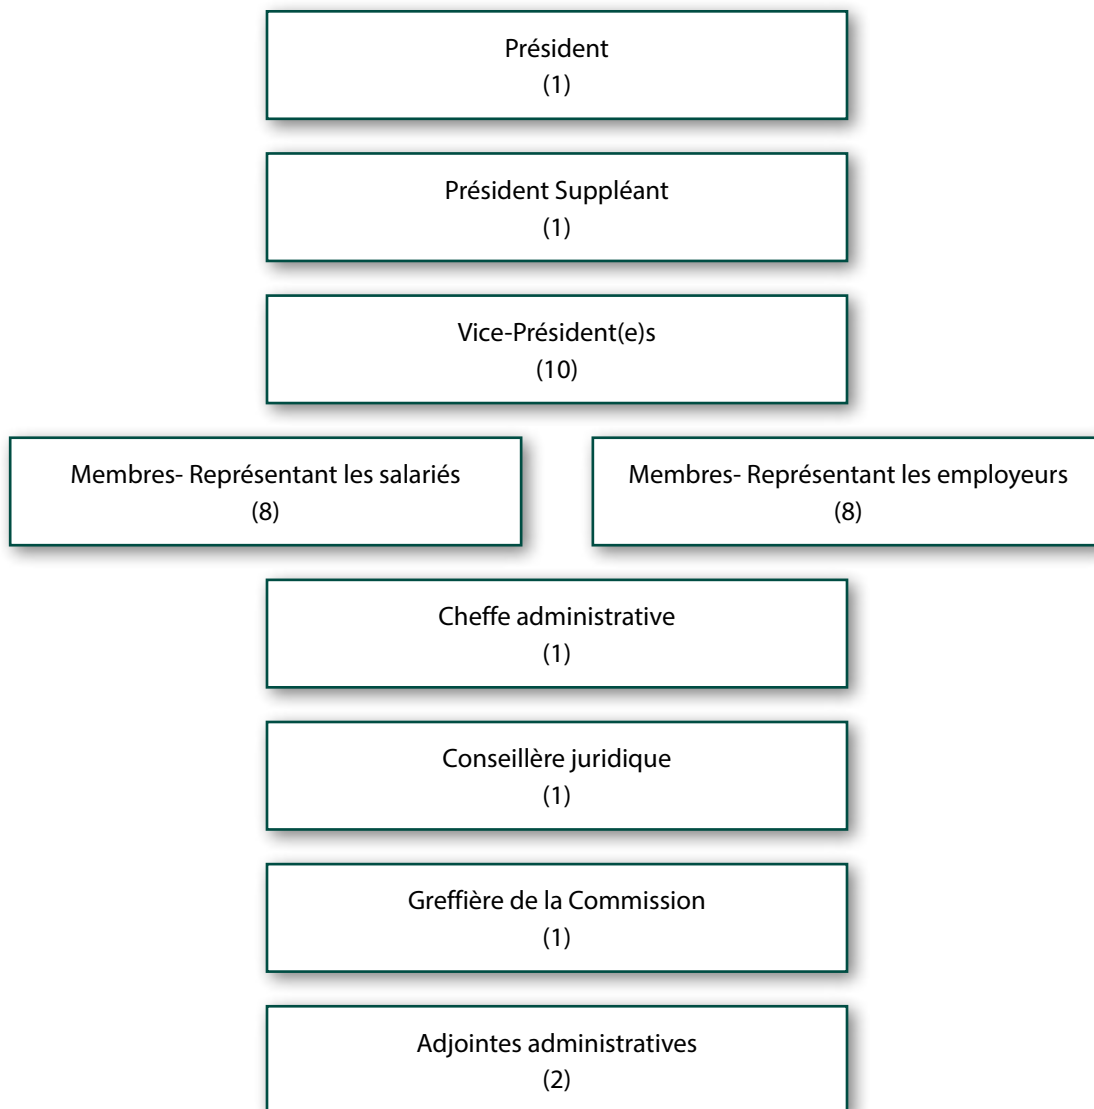 Président
(1)
Président Suppléant
(1)
Vice-Président(e)s
(10)
Membres- Représentant les salariés
(8)
Membres- Représentant les employeurs
(8)
Cheffe administrative
(1)
Conseillère juridique
(1)
Greffière de la Commission
(1)
Adjointes administratives
(2)